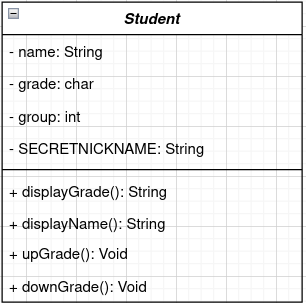 Student
- name: String
- grade: char
- group: int
- SECRETNICKNAME: String
+ displayGrade(): String
+ displayName(): String
+ upGrade(): Void
+ downGrade(): Void